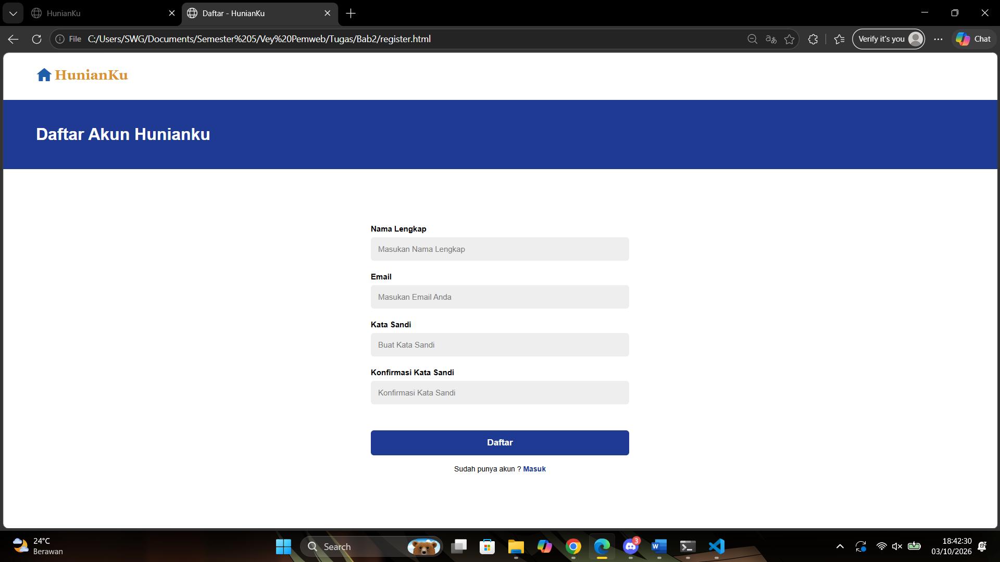 HunianKu
Daftar - HunianKu
File C:/Users/SWG/Documents/Semester%205/Vey%20Pemweb/Tugas/Bab2/register.html
Verify it's you
Chat
HunianKu
Daftar Akun Hunianku
Nama Lengkap
Masukan Nama Lengkap
Email
Masukan Email Anda
Kata Sandi
Buat Kata Sandi
Konfirmasi Kata Sandi
Konfirmasi Kata Sandi
Daftar
Sudah punya akun ? Masuk
24°C
Berawan
Search
3
18:42:30
03/10/2026